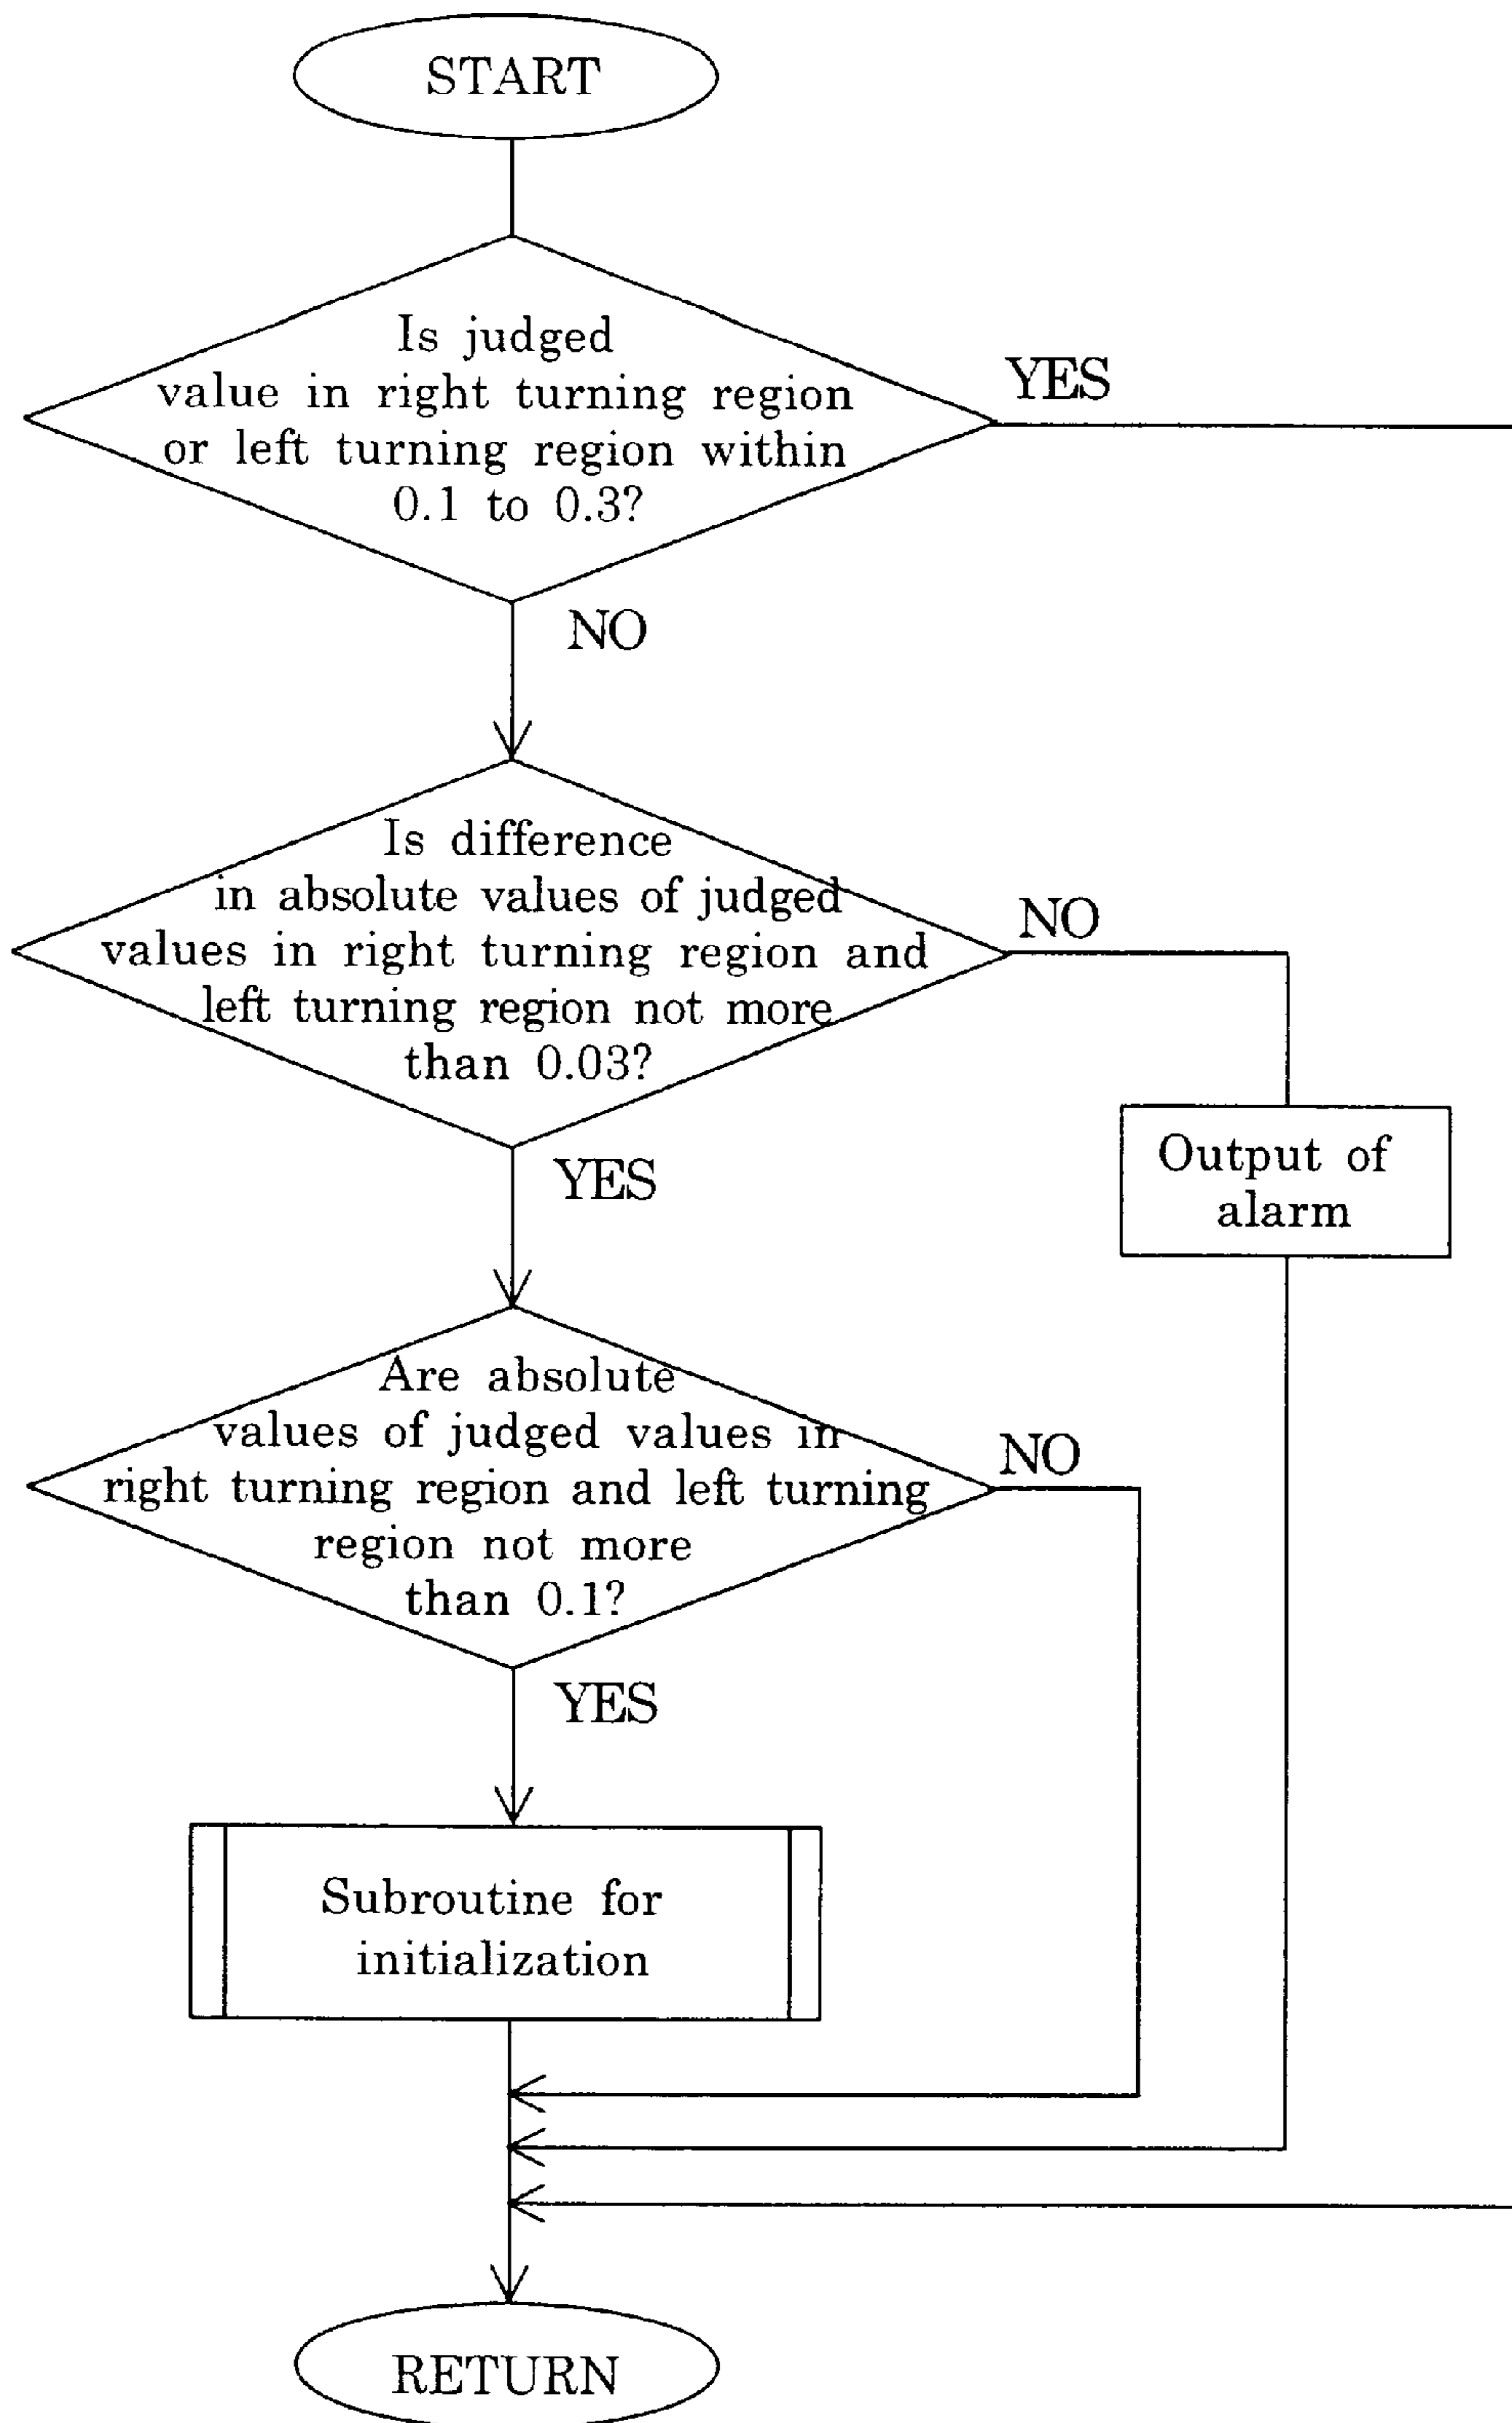 START
Is judged
value in right turning region
or left turning region within
0.1 to 0.3?
YES
NO
Is difference
in absolute values of judged
values in right turning region and
left turning region not more
than 0.03?
NO
YES
Output of
alarm
Are absolute
values of judged values in
right turning region and left turning
region not more
than 0.1?
NO
YES
Subroutine for
initialization
RETURN